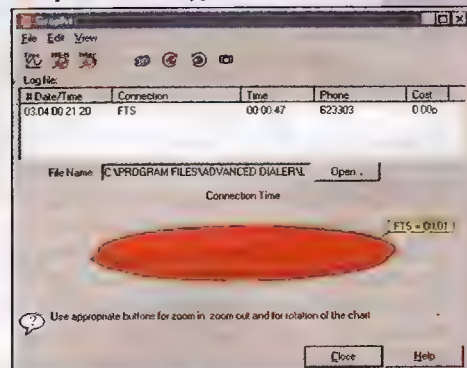 File Edit View
Log file:
# Date/Time Connection Time Phone Cost
03.04.00 21:20 FTS 00:00:47 623303 0.00b
File Name: C:\PROGRAM FILES\ADVANCED DIALER\L Open..
Connection Time
FTS = 00:01
Use appropriate buttons for zoom in, zoom out and for rotation of the chart
Close Help